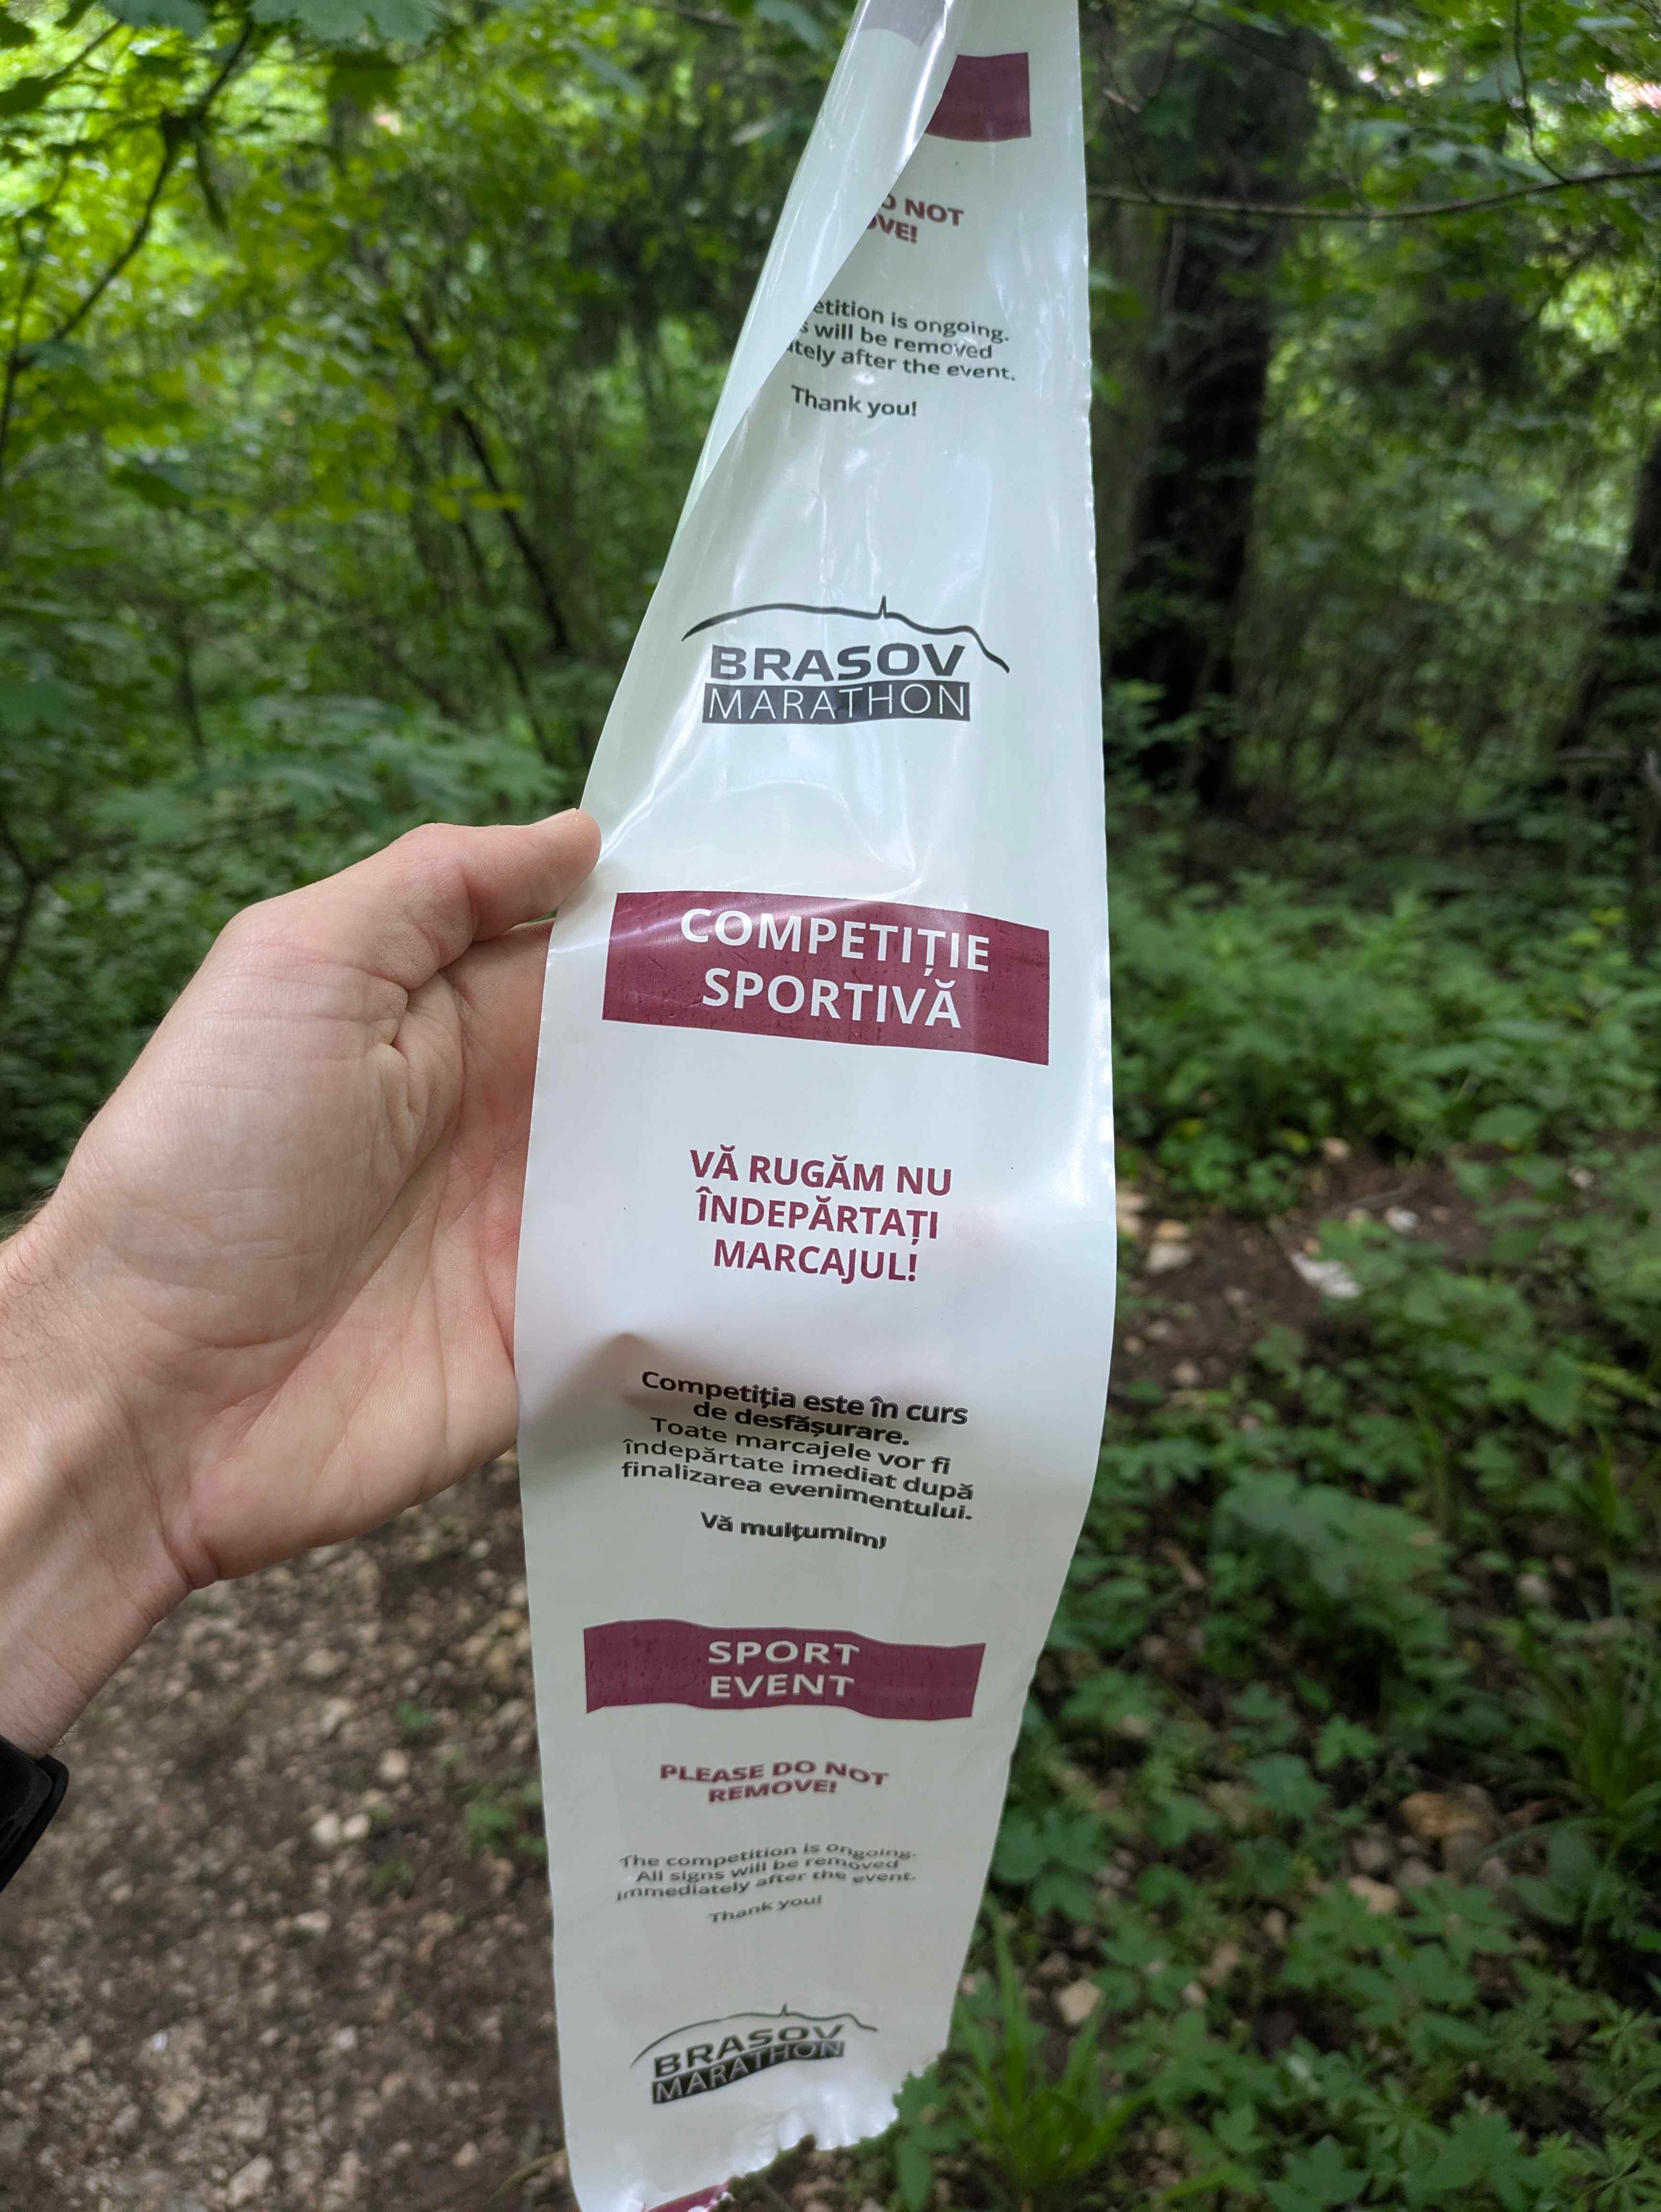 NOT
is ongoing.
will be removed
after the event.
Thank you!
BRASOV
MARATHON
COMPETIȚIE
SPORTIVĂ
VĂ RUGĂM NU
ÎNDEPĂRTAȚI
MARCAJUL!
Competiția este în curs
de desfășurare.
Toate marcajele vor fi
îndepărtate imediat după
finalizarea evenimentului.
Vă mulțumim!
SPORT
EVENT
PLEASE DO NOT
REMOVE!
The competition is ongoing.
All signs will be removed
immediately after the event.
Thank you!
BRASOV
MARATHON